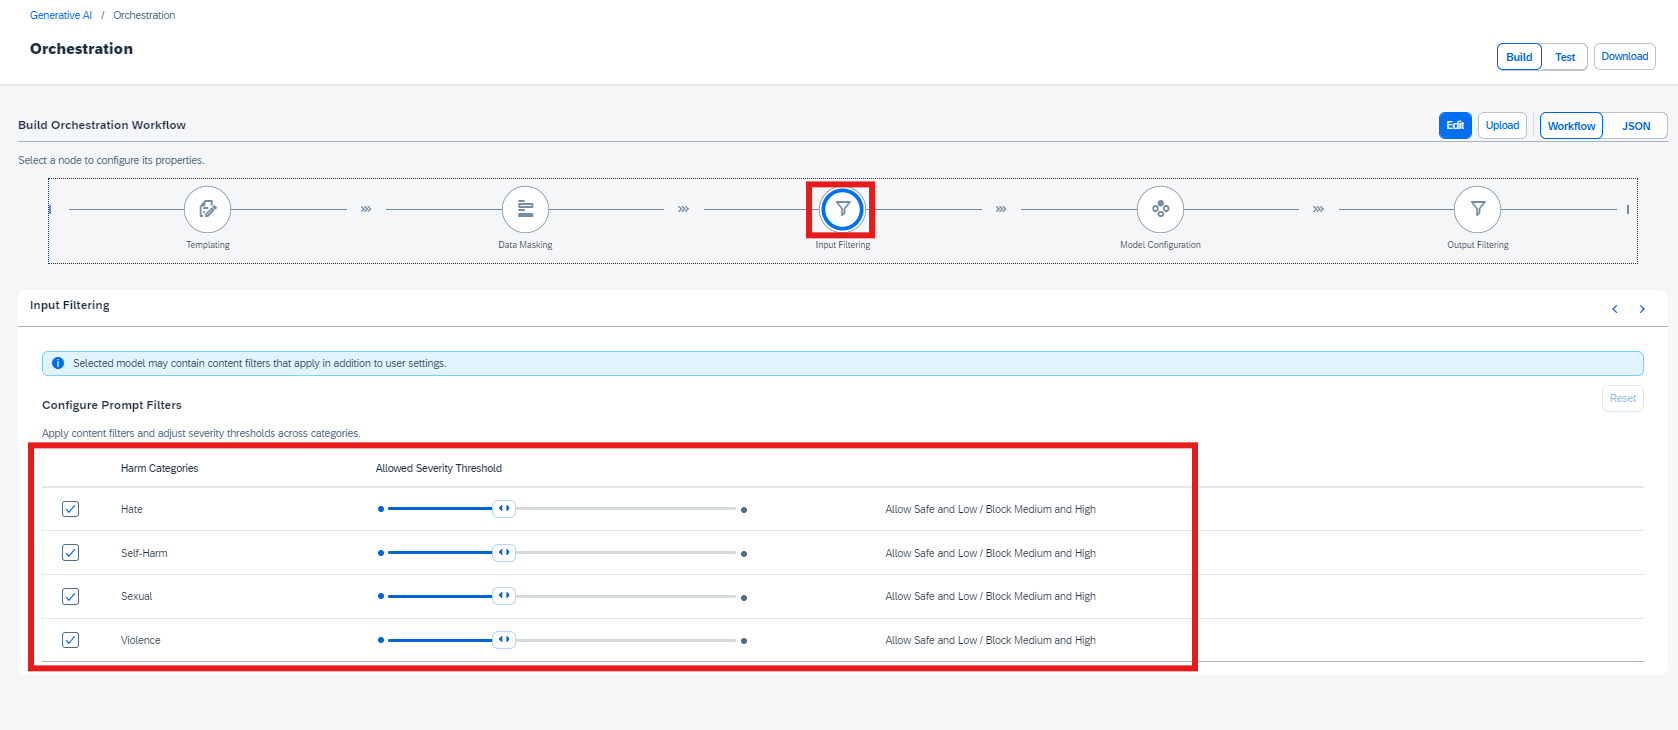 Generative AI / Orchestration
Orchestration
Build Test Download
Build Orchestration Workflow
Edit Upload Workflow JSON
Select a node to configure its properties.
Templating Data Masking Input Filtering Model Configuration Output Filtering
Input Filtering
Selected model may contain content filters that apply in addition to user settings.
Reset
Configure Prompt Filters
Apply content filters and adjust severity thresholds across categories.
Harm Categories Allowed Severity Threshold
Hate Allow Safe and Low / Block Medium and High
Self-Harm Allow Safe and Low / Block Medium and High
Sexual Allow Safe and Low / Block Medium and High
Violence Allow Safe and Low / Block Medium and High